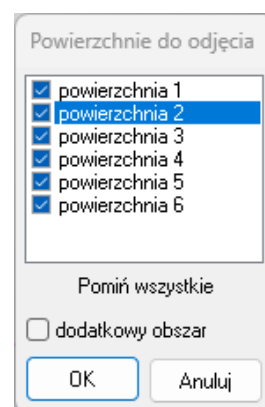 Powierzchnie do odjęcia
powierzchnia 1
powierzchnia 2
powierzchnia 3
powierzchnia 4
powierzchnia 5
powierzchnia 6
Pomiń wszystkie
dodatkowy obszar
OK Anuluj